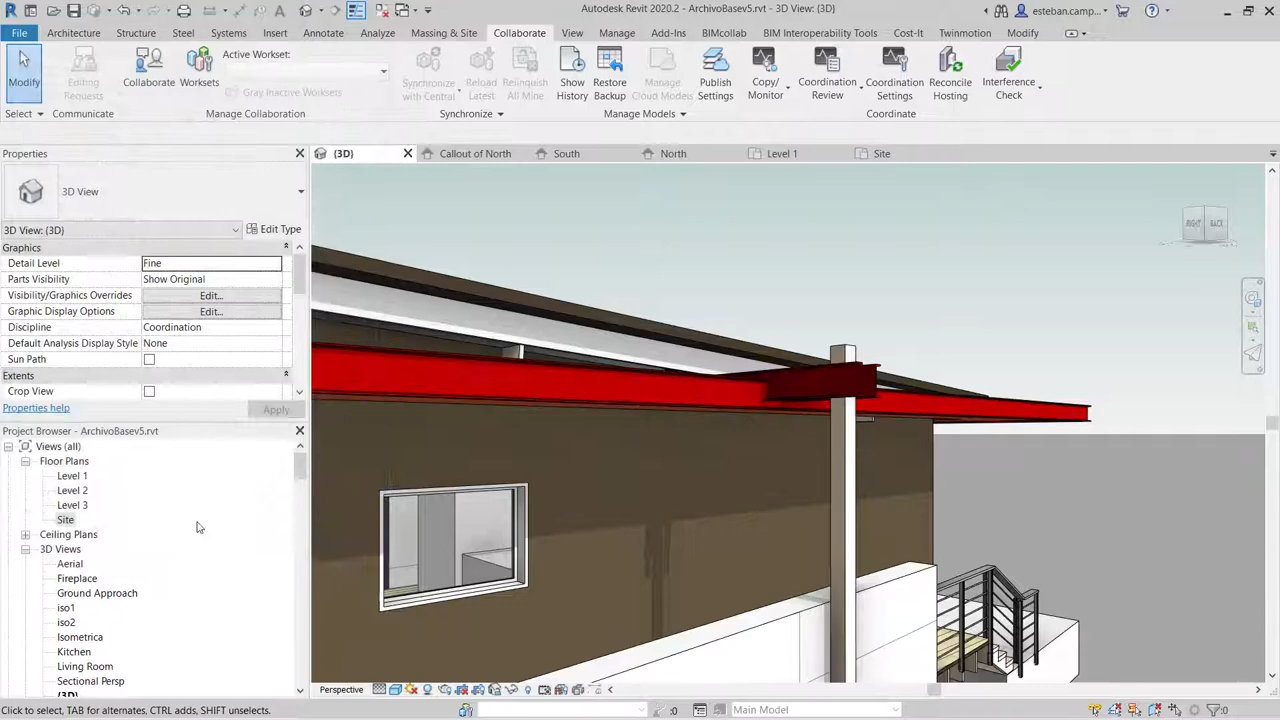 Autodesk Revit 2020.2 - ArchivoBasev5.rvt - 3D View: {3D}
esteban.camp...
File Architecture Structure Steel Systems Insert Annotate Analyze Massing & Site Collaborate View Manage Add-Ins BIMcollab BIM Interoperability Tools Cost-It Twinmotion Modify
Modify
Editing Requests
Collaborate
Worksets
Active Workset:
Gray Inactive Worksets
Synchronize with Central
Reload Latest
Relinquish All Mine
Show History
Restore Backup
Manage Cloud Models
Publish Settings
Copy/ Monitor
Coordination Review
Coordination Settings
Reconcile Hosting
Interference Check
Select
Communicate
Manage Collaboration
Synchronize
Manage Models
Coordinate
Properties
{3D}
Callout of North
South
North
Level 1
Site
3D View
3D View: {3D}
Edit Type
Graphics
Detail Level Fine
Parts Visibility Show Original
Visibility/Graphics Overrides Edit...
Graphic Display Options Edit...
Discipline Coordination
Default Analysis Display Style None
Sun Path
Extents
Crop View
Properties help
Apply
RIGHT
BACK
Project Browser - ArchivoBasev5.rvt
Views (all)
Floor Plans
Level 1
Level 2
Level 3
Site
Ceiling Plans
3D Views
Aerial
Fireplace
Ground Approach
iso1
iso2
Isometrica
Kitchen
Living Room
Sectional Persp
{3D}
Perspective
Click to select, TAB for alternates, CTRL adds, SHIFT unselects.
:0
Main Model
:0